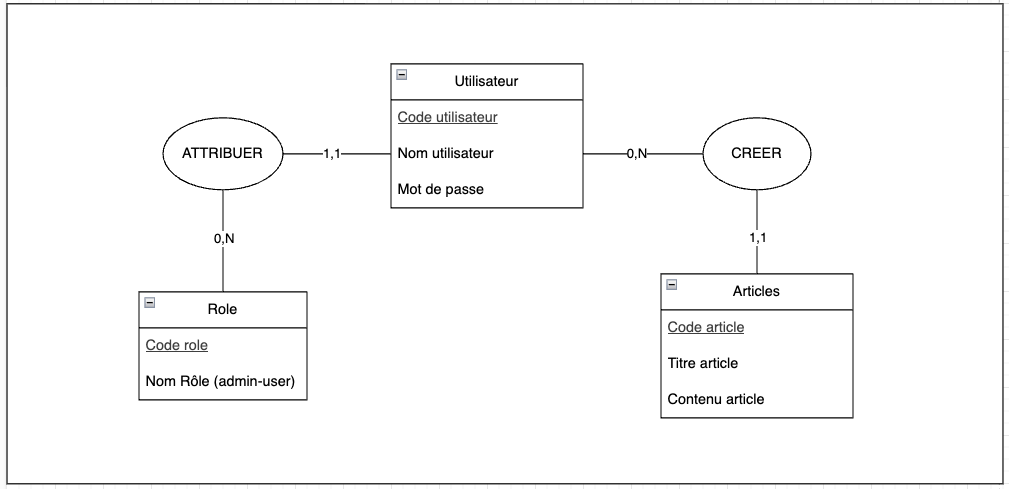 Utilisateur
Code utilisateur
Nom utilisateur
Mot de passe
ATTRIBUER
1,1
0,N
CREER
0,N
1,1
Role
Code role
Nom Rôle (admin-user)
Articles
Code article
Titre article
Contenu article